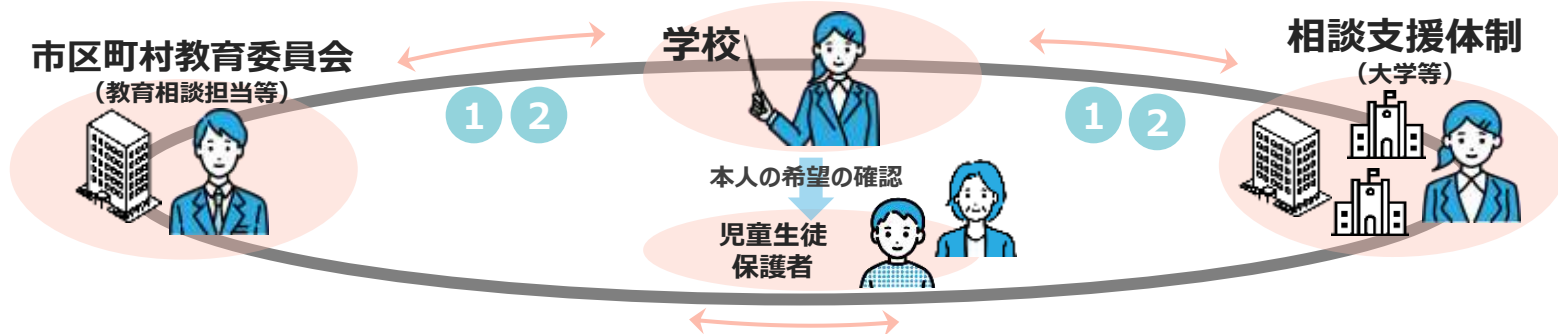 市区町村教育委員会
（教育相談担当等）
学校
相談支援体制
（大学等）
1 2
1 2
本人の希望の確認
児童生徒
保護者